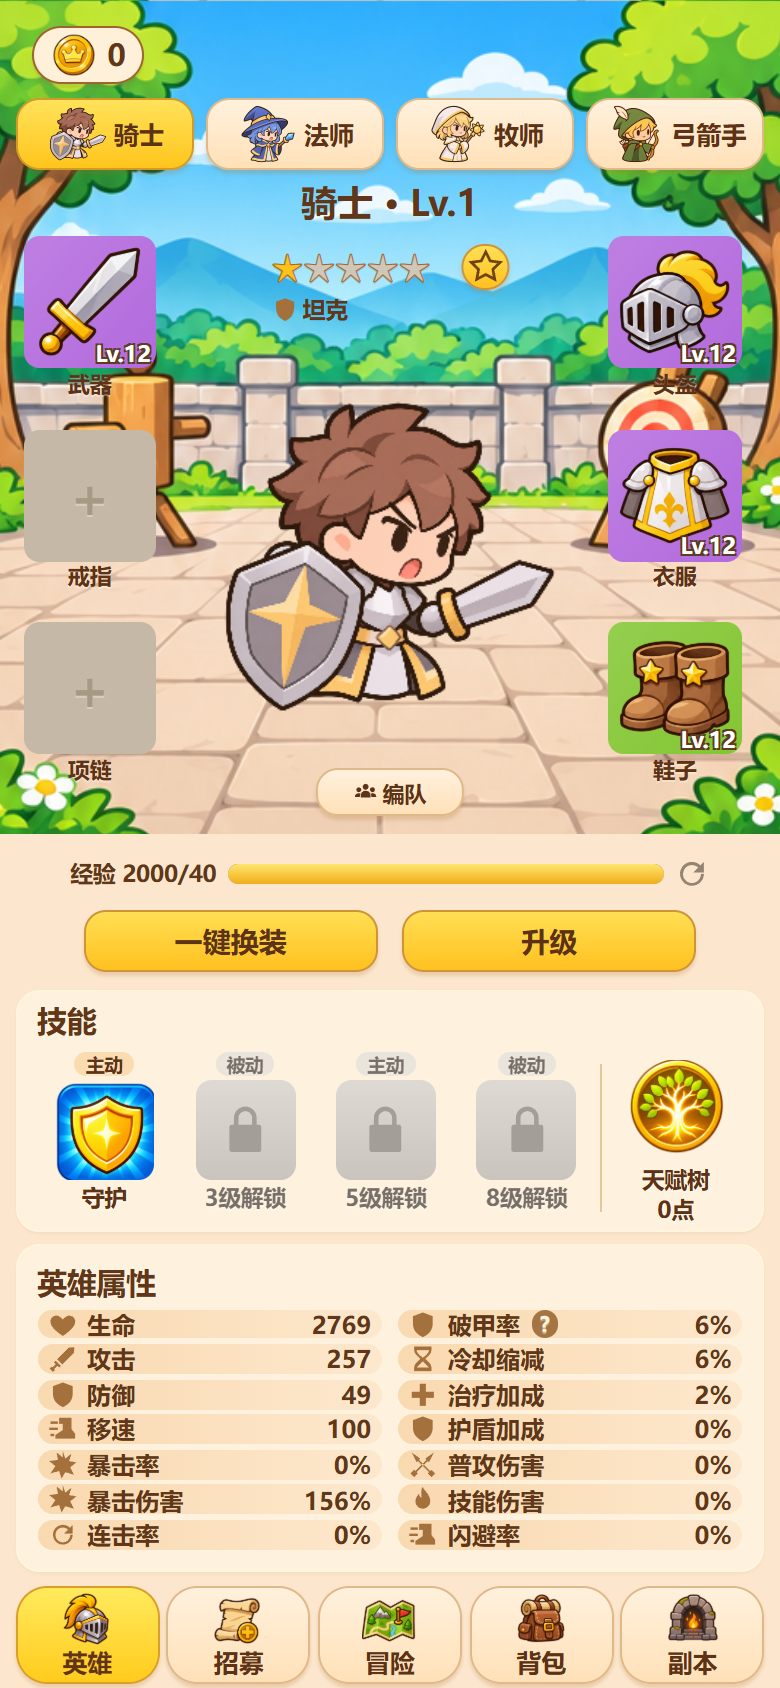 0
骑士
法师
牧师
弓箭手
骑士·Lv.1
坦克
Lv.12
武器
Lv.12
头盔
戒指
Lv.12
衣服
项链
Lv.12
鞋子
编队
经验 2000/40
一键换装
升级
技能
主动
被动
主动
被动
守护
3级解锁
5级解锁
8级解锁
天赋树
0点
英雄属性
生命 2769
破甲率 ? 6%
攻击 257
冷却缩减 6%
防御 49
治疗加成 2%
移速 100
护盾加成 0%
暴击率 0%
普攻伤害 0%
暴击伤害 156%
技能伤害 0%
连击率 0%
闪避率 0%
英雄
招募
冒险
背包
副本